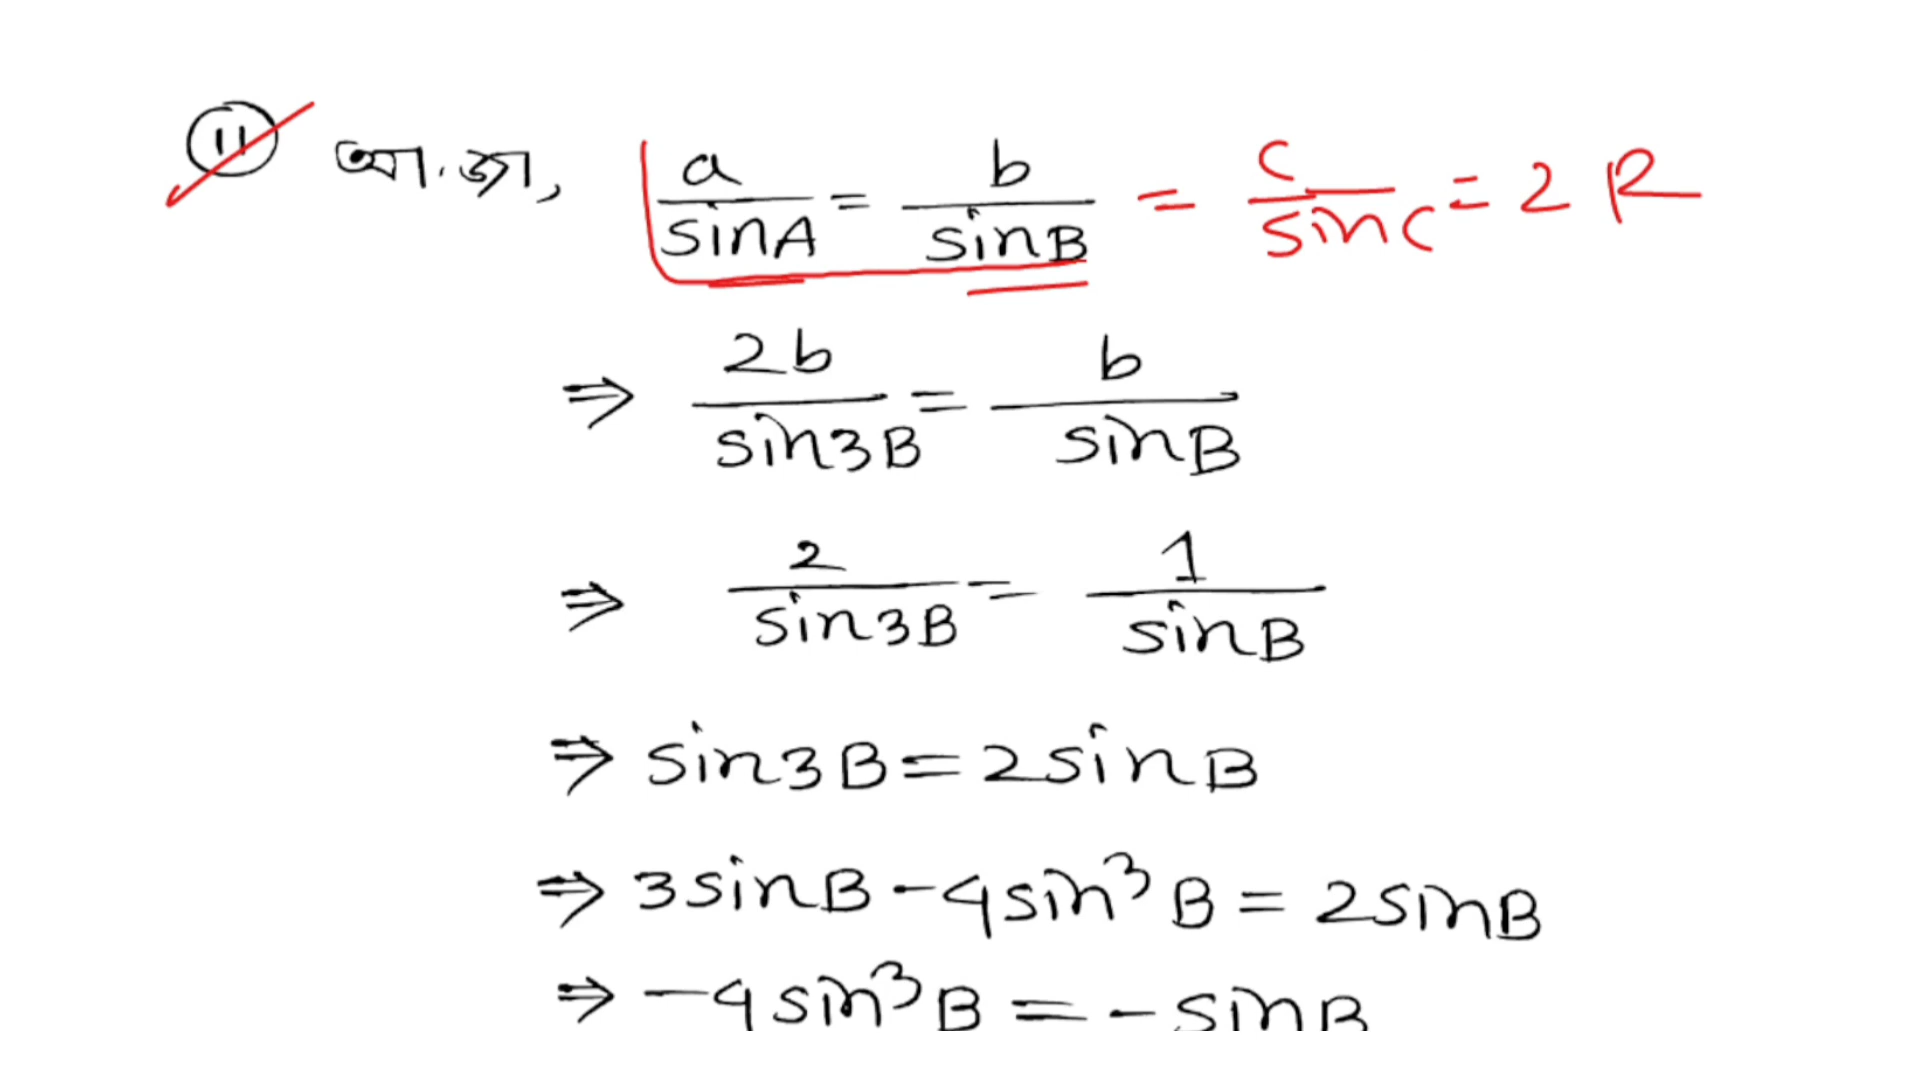 11 আ.জা, a/sinA = b/sinB = c/sinC = 2R
⇒ 2b/sin3B = b/sinB
⇒ 2/sin3B = 1/sinB
⇒ sin3B = 2sinB
⇒ 3sinB - 4sin³B = 2sinB
⇒ -4sin³B = -sinB